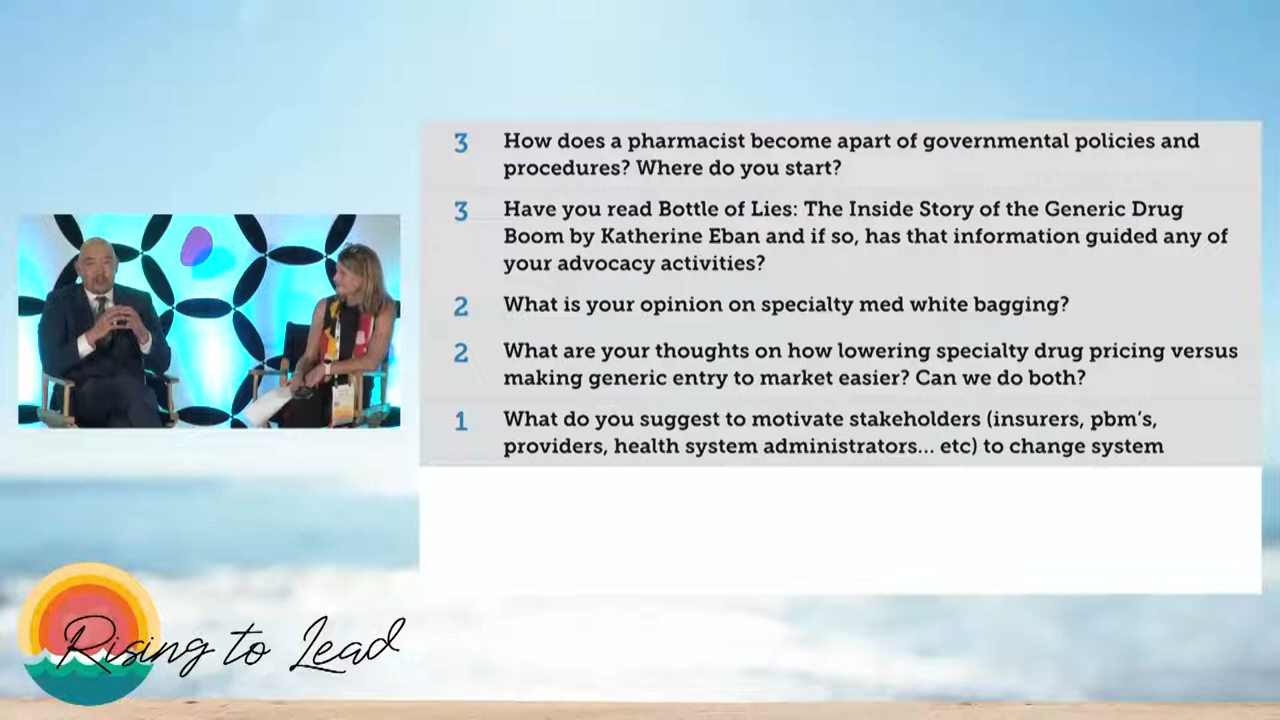 3 How does a pharmacist become apart of governmental policies and
procedures? Where do you start?
3 Have you read Bottle of Lies: The Inside Story of the Generic Drug
Boom by Katherine Eban and if so, has that information guided any of
your advocacy activities?
2 What is your opinion on specialty med white bagging?
2 What are your thoughts on how lowering specialty drug pricing versus
making generic entry to market easier? Can we do both?
1 What do you suggest to motivate stakeholders (insurers, pbm's,
providers, health system administrators... etc) to change system
Rising to Lead